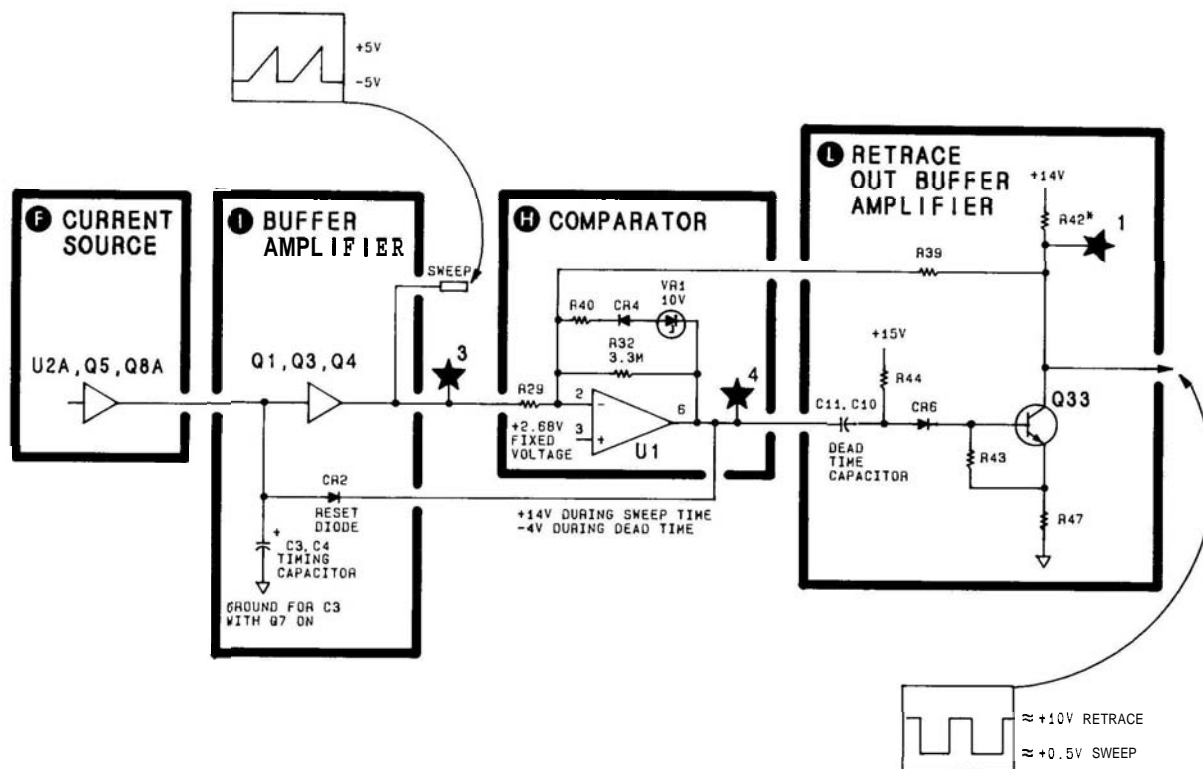 +5V
-5V
F CURRENT
SOURCE
U2A, Q5, Q8A
I BUFFER
AMPLIFIER
SWEEP
Q1, Q3, Q4
3
CR2
RESET
DIODE
+
C3, C4
TIMING
CAPACITOR
GROUND FOR C3
WITH Q7 ON
H COMPARATOR
R40
CR4
VR1
10V
R32
3.3M
R29
2
-
6
+2.68V
FIXED
VOLTAGE
3
+
U1
4
+14V DURING SWEEP TIME
-4V DURING DEAD TIME
L RETRACE
OUT BUFFER
AMPLIFIER
+14V
R42*
1
R39
+15V
R44
C11, C10
CR6
Q33
DEAD
TIME
CAPACITOR
R43
R47
≈ +10V RETRACE
≈ +0.5V SWEEP